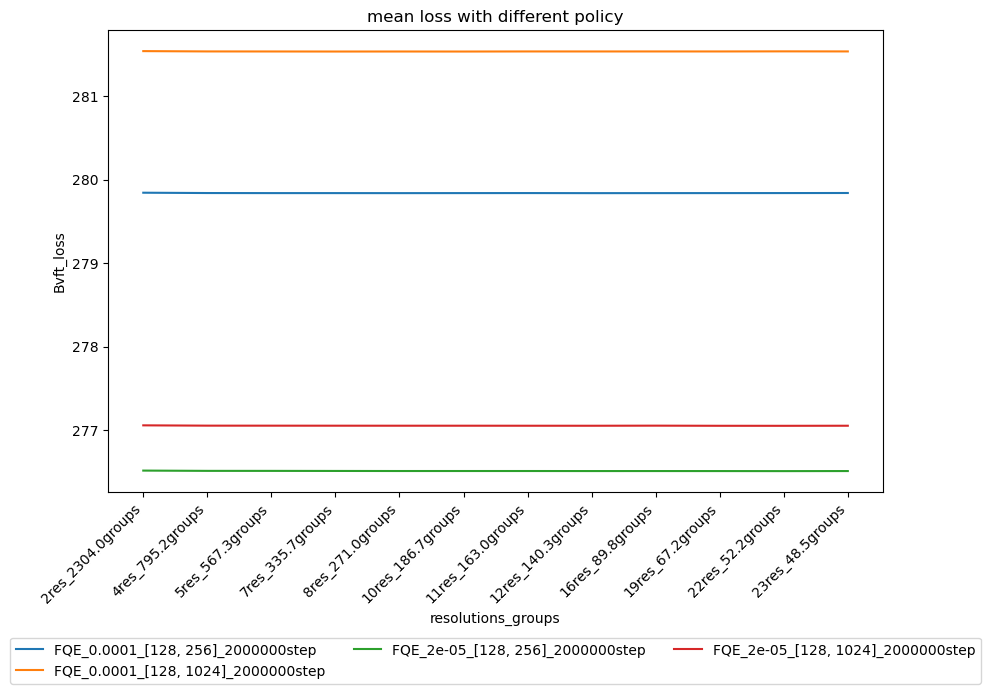 mean loss with different policy
281
280
279
278
277
Bvft_loss
2res_2304.0groups
4res_795.2groups
5res_567.3groups
7res_335.7groups
8res_271.0groups
10res_186.7groups
11res_163.0groups
12res_140.3groups
16res_89.8groups
19res_67.2groups
22res_52.2groups
23res_48.5groups
resolutions_groups
FQE_0.0001_[128, 256]_2000000step
FQE_0.0001_[128, 1024]_2000000step
FQE_2e-05_[128, 256]_2000000step
FQE_2e-05_[128, 1024]_2000000step